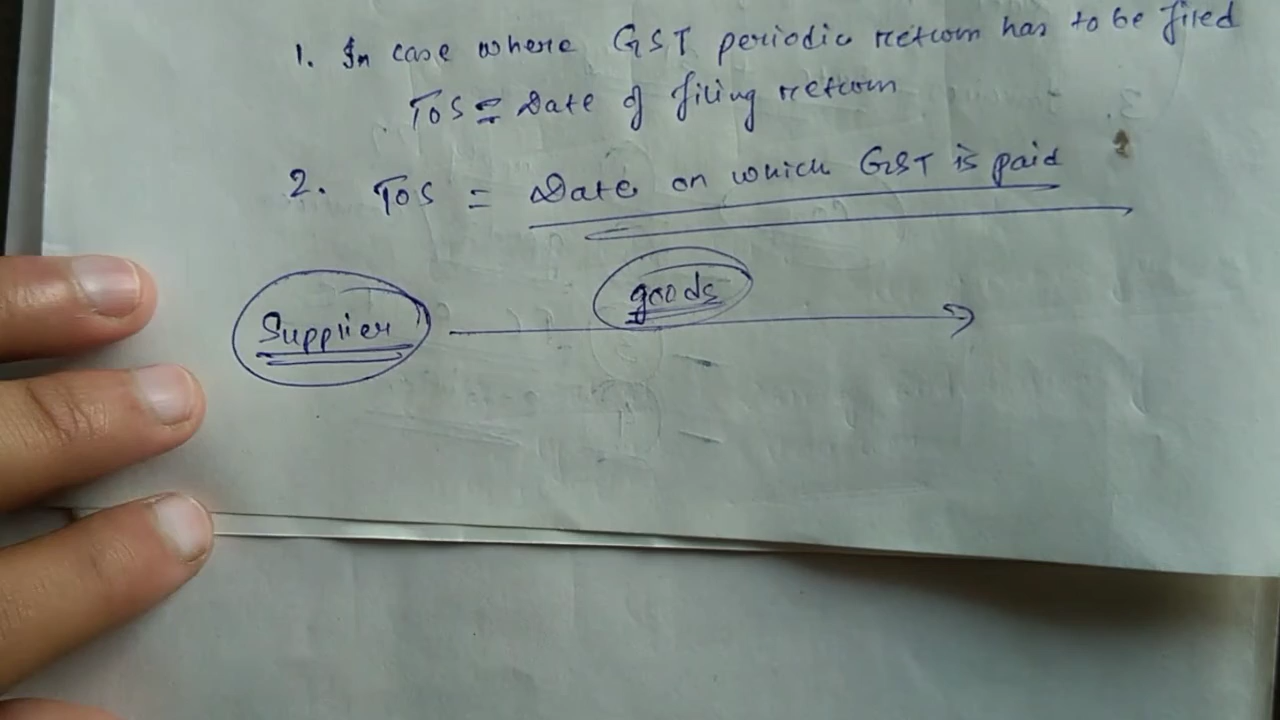 1. In case where GST periodic return has to be filed
TOS = Date of filing return
2. TOS = Date on which GST is paid
Supplier goods